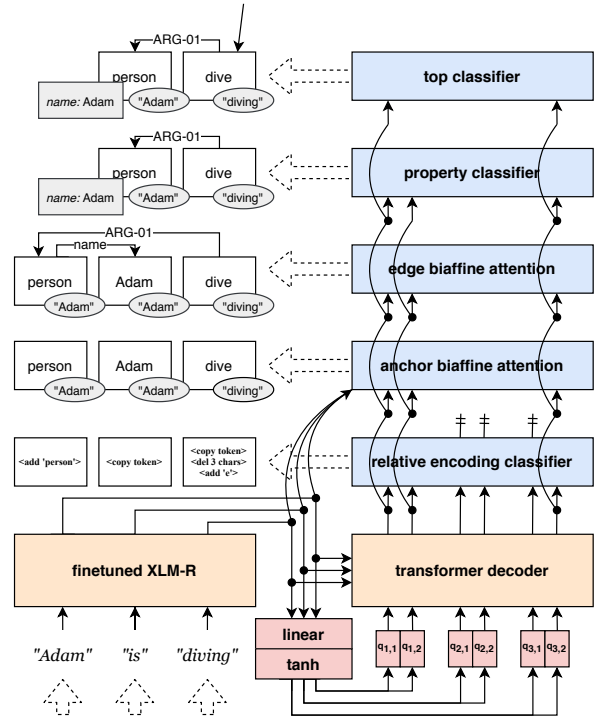 ARG-01
person
dive
name: Adam
"Adam"
"diving"
top classifier
ARG-01
person
dive
name: Adam
"Adam"
"diving"
property classifier
ARG-01
name
person
Adam
dive
"Adam"
"Adam"
"diving"
edge biaffine attention
person
Adam
dive
"Adam"
"Adam"
"diving"
anchor biaffine attention
<add 'person'>
<copy token>
<copy token>
<del 3 chars>
<add 'e'>
relative encoding classifier
finetuned XLM-R
transformer decoder
linear
tanh
q1,1
q1,2
q2,1
q2,2
q3,1
q3,2
"Adam"
"is"
"diving"